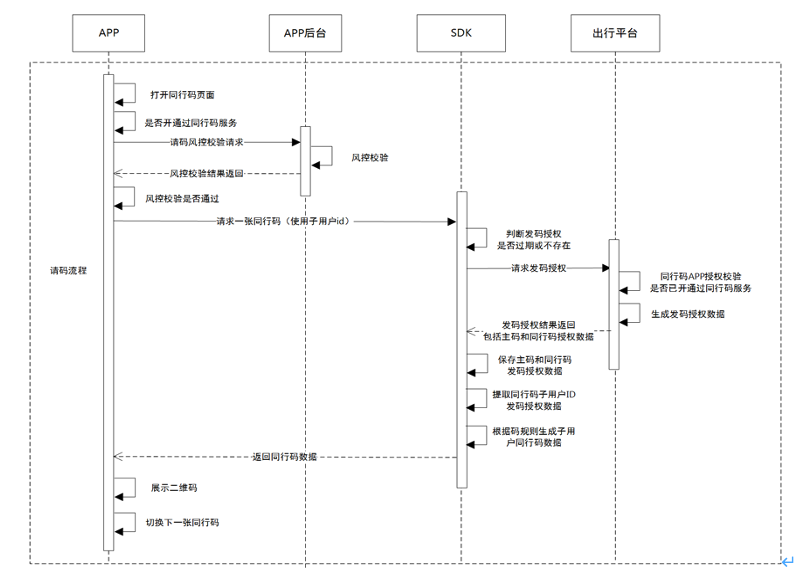 APP
APP后台
SDK
出行平台
打开同行码页面
是否开通过同行码服务
请码风控校验请求
风控校验
风控校验结果返回
风控校验是否通过
请求一张同行码（使用子用户id）
判断发码授权
是否过期或不存在
请码流程
请求发码授权
同行码APP授权校验
是否已开通过同行码服务
生成发码授权数据
发码授权结果返回
包括主码和同行码授权数据
保存主码和同行码
发码授权数据
提取同行码子用户ID
发码授权数据
根据码规则生成子用
户同行码数据
返回同行码数据
展示二维码
切换下一张同行码